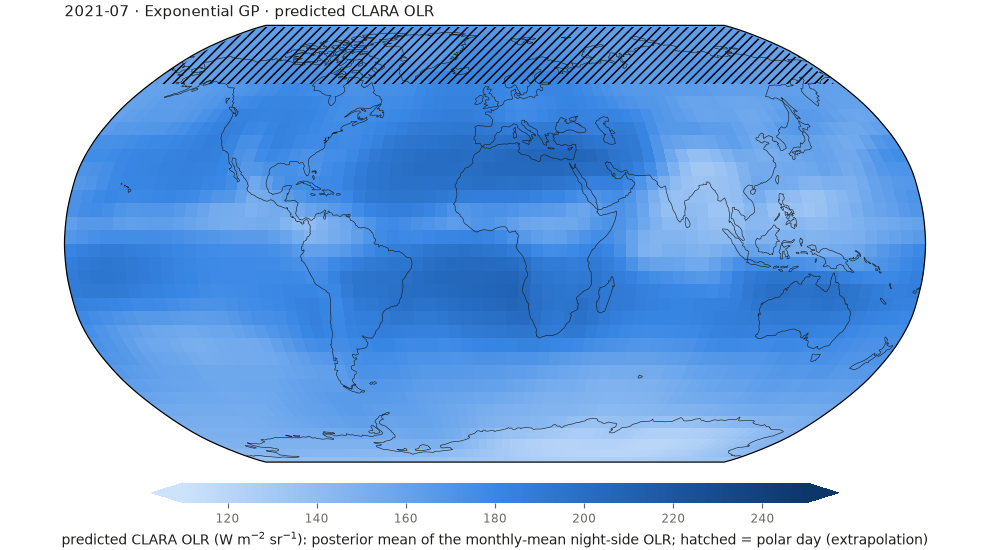 2021-07 · Exponential GP · predicted CLARA OLR
120 140 160 180 200 220 240
predicted CLARA OLR (W m⁻² sr⁻¹): posterior mean of the monthly-mean night-side OLR; hatched = polar day (extrapolation)